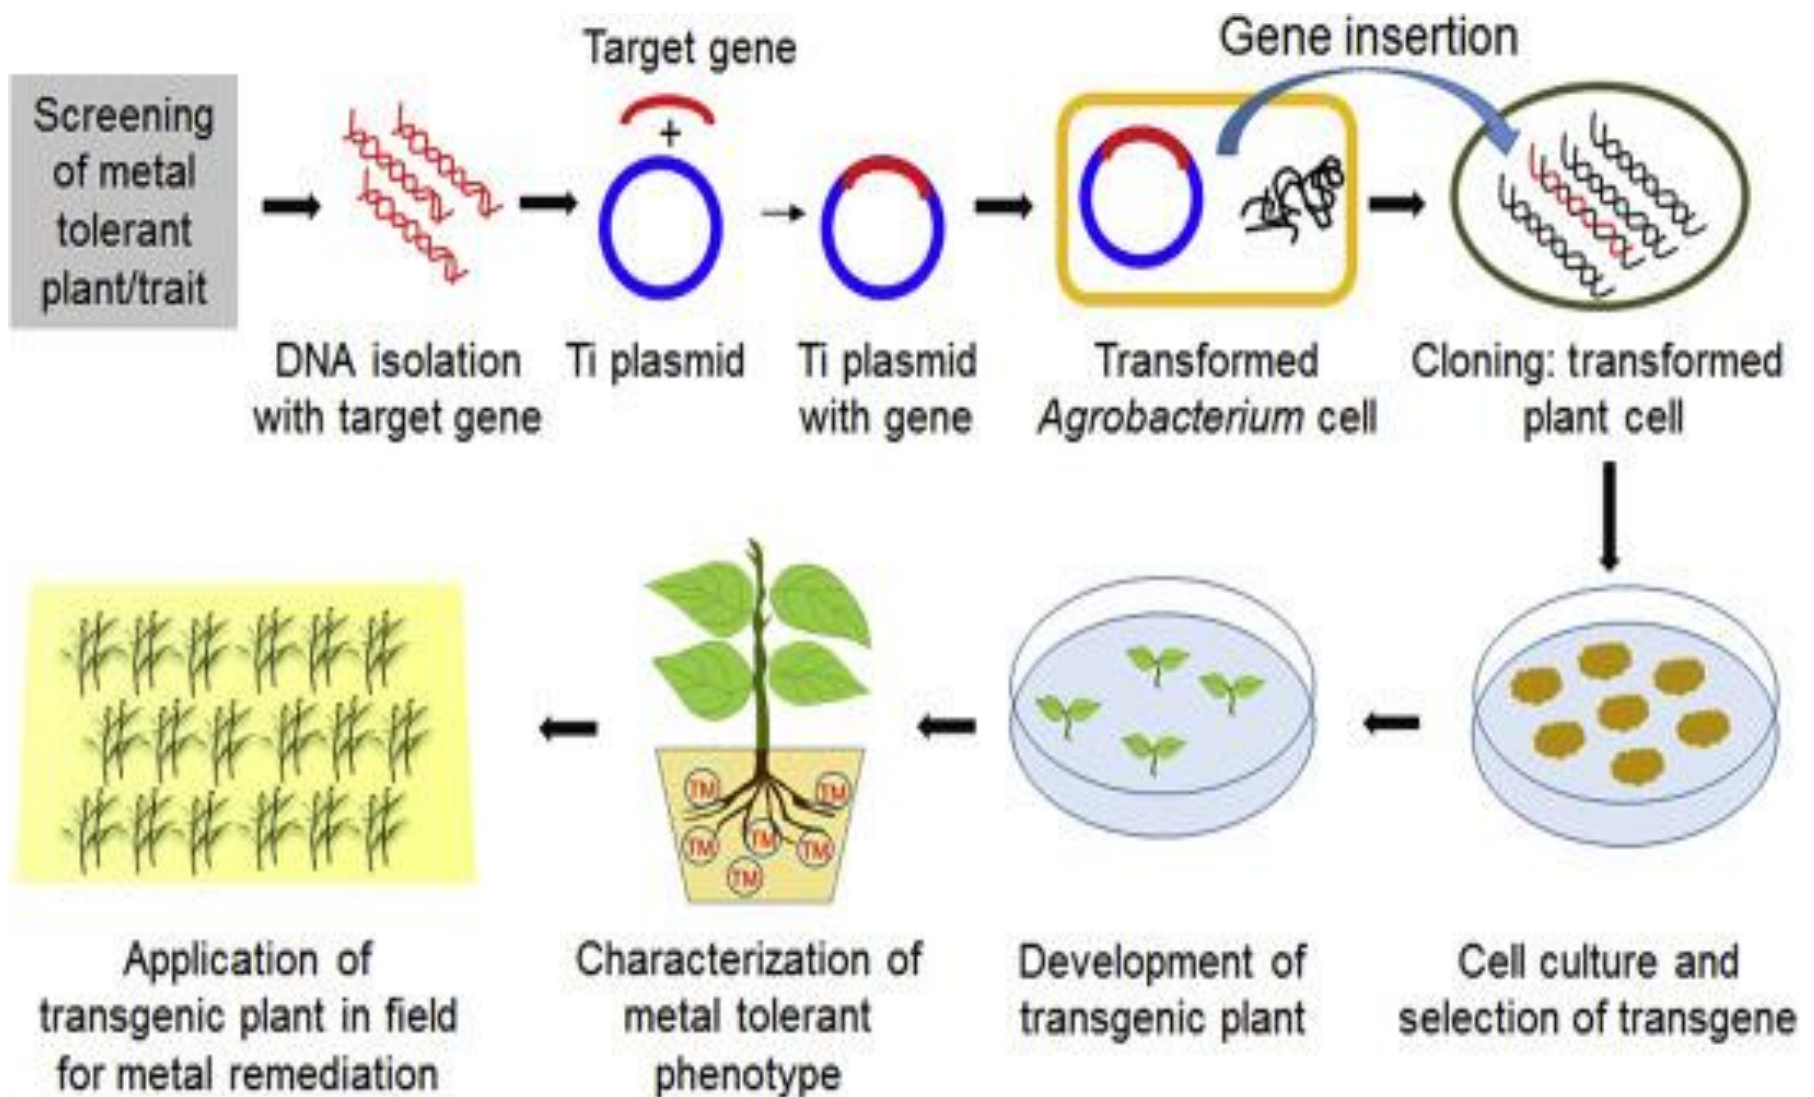 Target gene
Gene insertion
Screening
of metal
tolerant
plant/trait
+
DNA isolation
with target gene
Ti plasmid
Ti plasmid
with gene
Transformed
Agrobacterium cell
Cloning: transformed
plant cell
TM
TM
TM
TM
TM
TM
Application of
transgenic plant in field
for metal remediation
Characterization of
metal tolerant
phenotype
Development of
transgenic plant
Cell culture and
selection of transgene